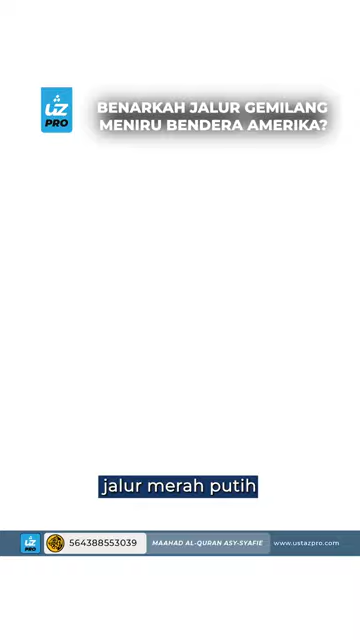 UZ
PRO
BENARKAH JALUR GEMILANG
MENIRU BENDERA AMERIKA?
jalur merah putih
UZ
PRO
564388553039
MAAHAD AL-QURAN ASY-SYAFIE
www.ustazpro.com